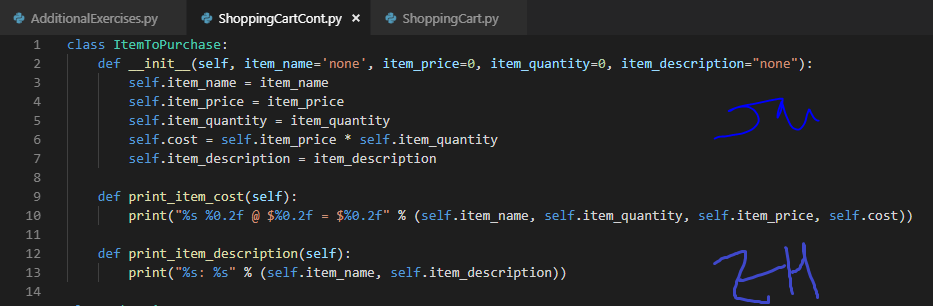 AdditionalExercises.py ShoppingCartCont.py × ShoppingCart.py
1 class ItemToPurchase:
2     def __init__(self, item_name='none', item_price=0, item_quantity=0, item_description="none"):
3         self.item_name = item_name
4         self.item_price = item_price
5         self.item_quantity = item_quantity
6         self.cost = self.item_price * self.item_quantity
7         self.item_description = item_description
8
9     def print_item_cost(self):
10         print("%s %0.2f @ $%0.2f = $%0.2f" % (self.item_name, self.item_quantity, self.item_price, self.cost))
11
12     def print_item_description(self):
13         print("%s: %s" % (self.item_name, self.item_description))
14